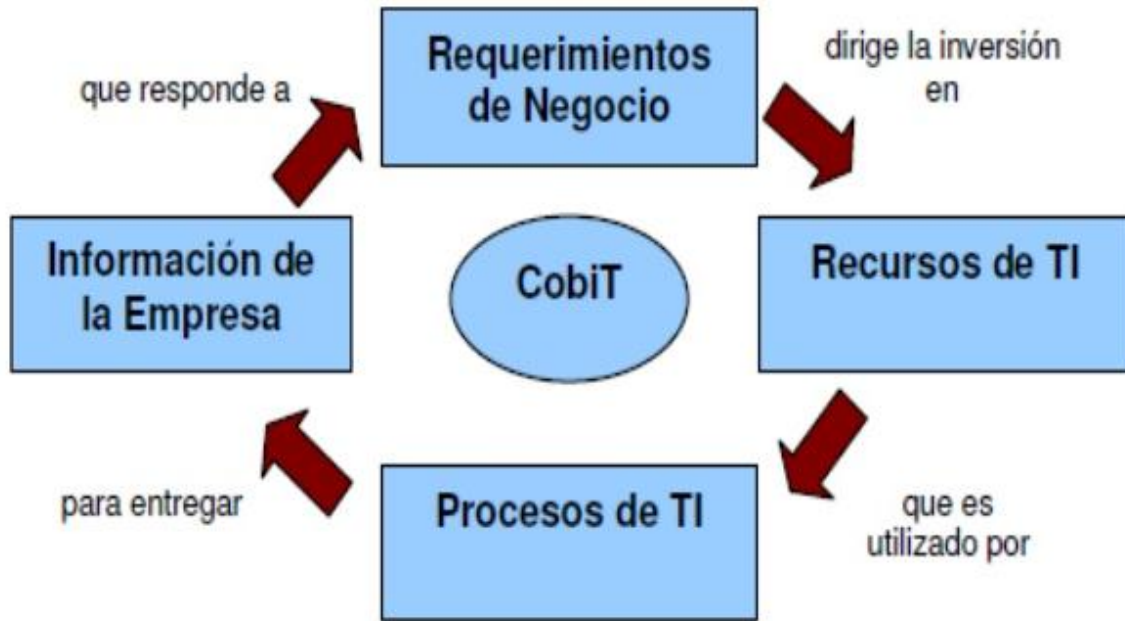 Requerimientos
de Negocio
dirige la inversión
en
que responde a
Información de
la Empresa
CobiT
Recursos de TI
para entregar
Procesos de TI
que es
utilizado por